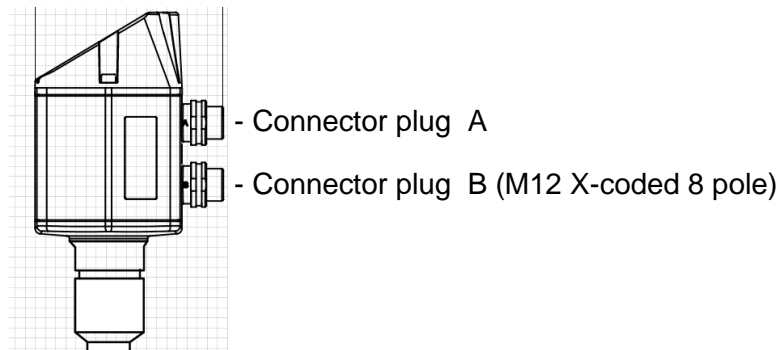 - Connector plug A
- Connector plug B (M12 X-coded 8 pole)